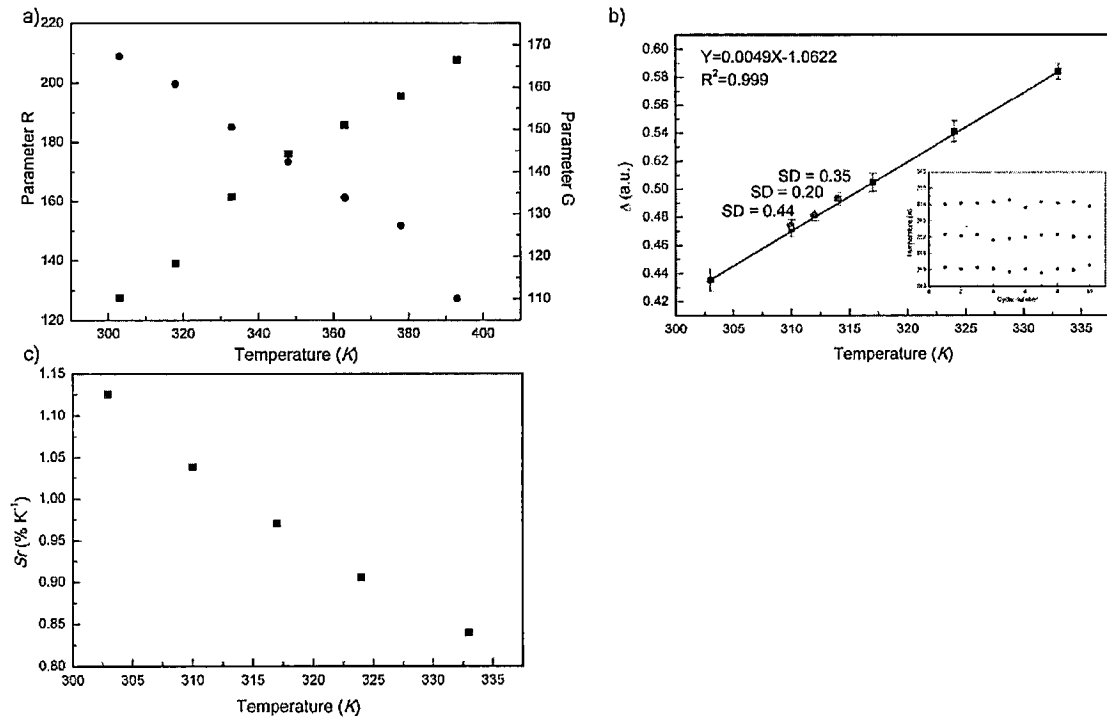 a)
220
200
180
160
140
120
Parameter R
170
160
150
140
130
120
110
Parameter G
300 320 340 360 380 400
Temperature (K)
b)
0.60
0.58
0.56
0.54
0.52
0.50
0.48
0.46
0.44
0.42
Δ (a.u.)
Y=0.0049X-1.0622
R²=0.999
SD = 0.35
SD = 0.20
SD = 0.44
Temperature (K)
Cycle number
300 305 310 315 320 325 330 335
Temperature (K)
c)
1.15
1.10
1.05
1.00
0.95
0.90
0.85
0.80
Sr (% K⁻¹)
300 305 310 315 320 325 330 335
Temperature (K)